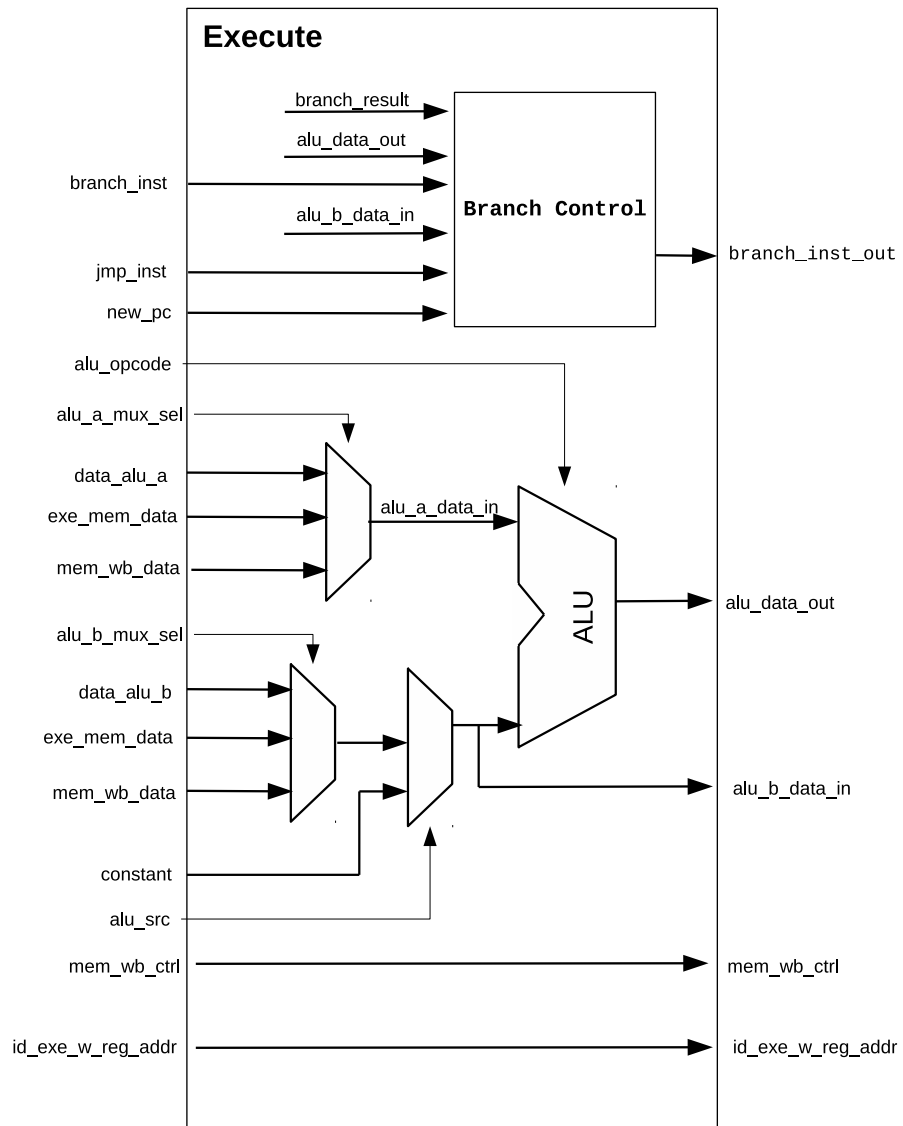 Execute
branch_result
alu_data_out
branch_inst
alu_b_data_in
Branch Control
branch_inst_out
jmp_inst
new_pc
alu_opcode
alu_a_mux_sel
data_alu_a
exe_mem_data
alu_a_data_in
mem_wb_data
ALU
alu_data_out
alu_b_mux_sel
data_alu_b
exe_mem_data
mem_wb_data
alu_b_data_in
constant
alu_src
mem_wb_ctrl
mem_wb_ctrl
id_exe_w_reg_addr
id_exe_w_reg_addr